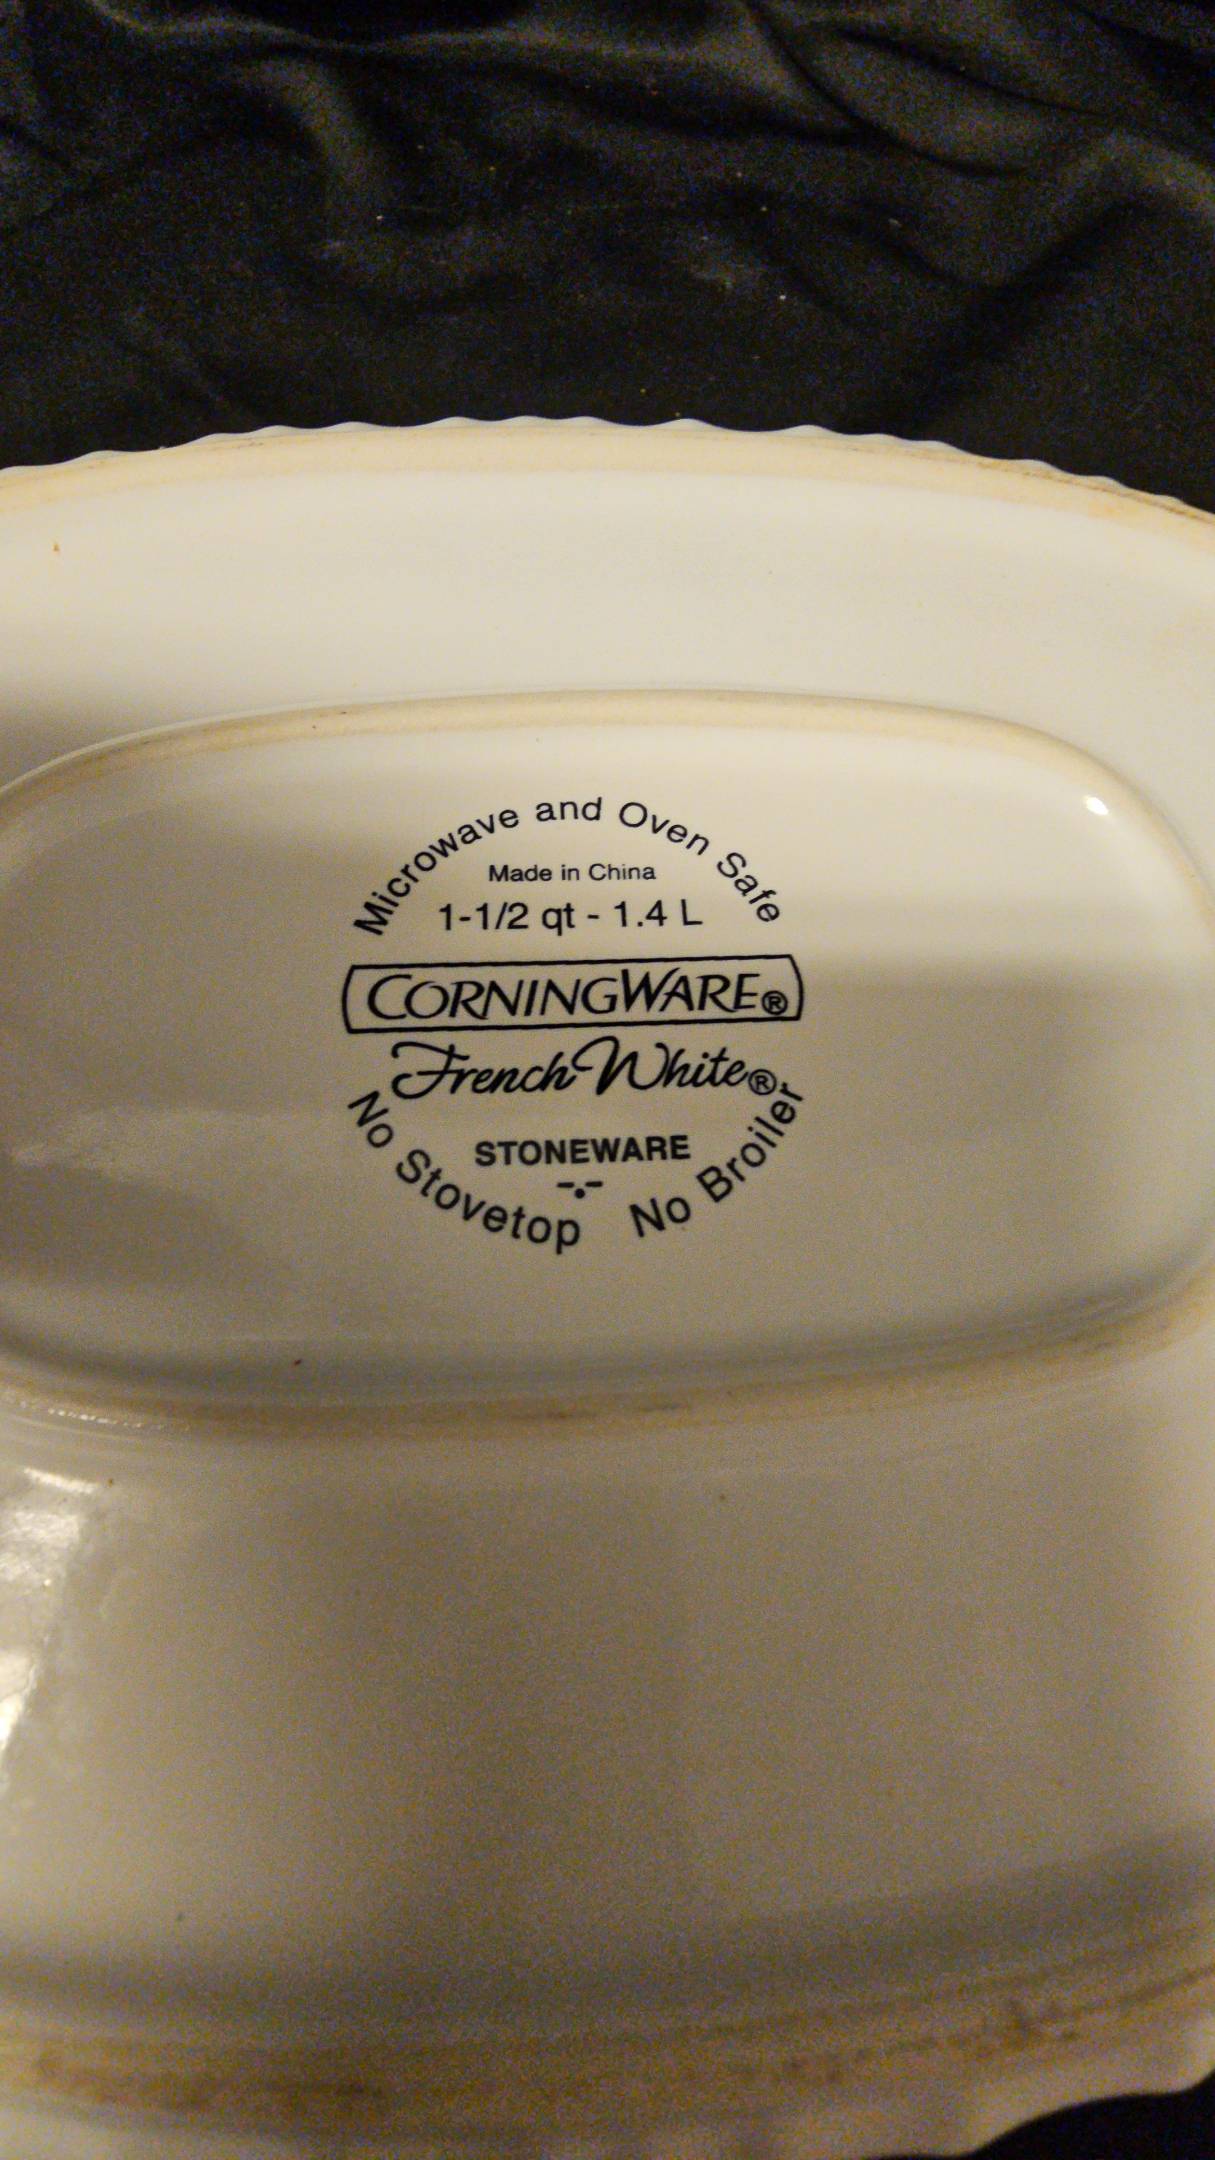 Microwave and Oven Safe
Made in China
1-1/2 qt - 1.4 L
CORNINGWARE®
French White®
STONEWARE
No Stovetop No Broiler